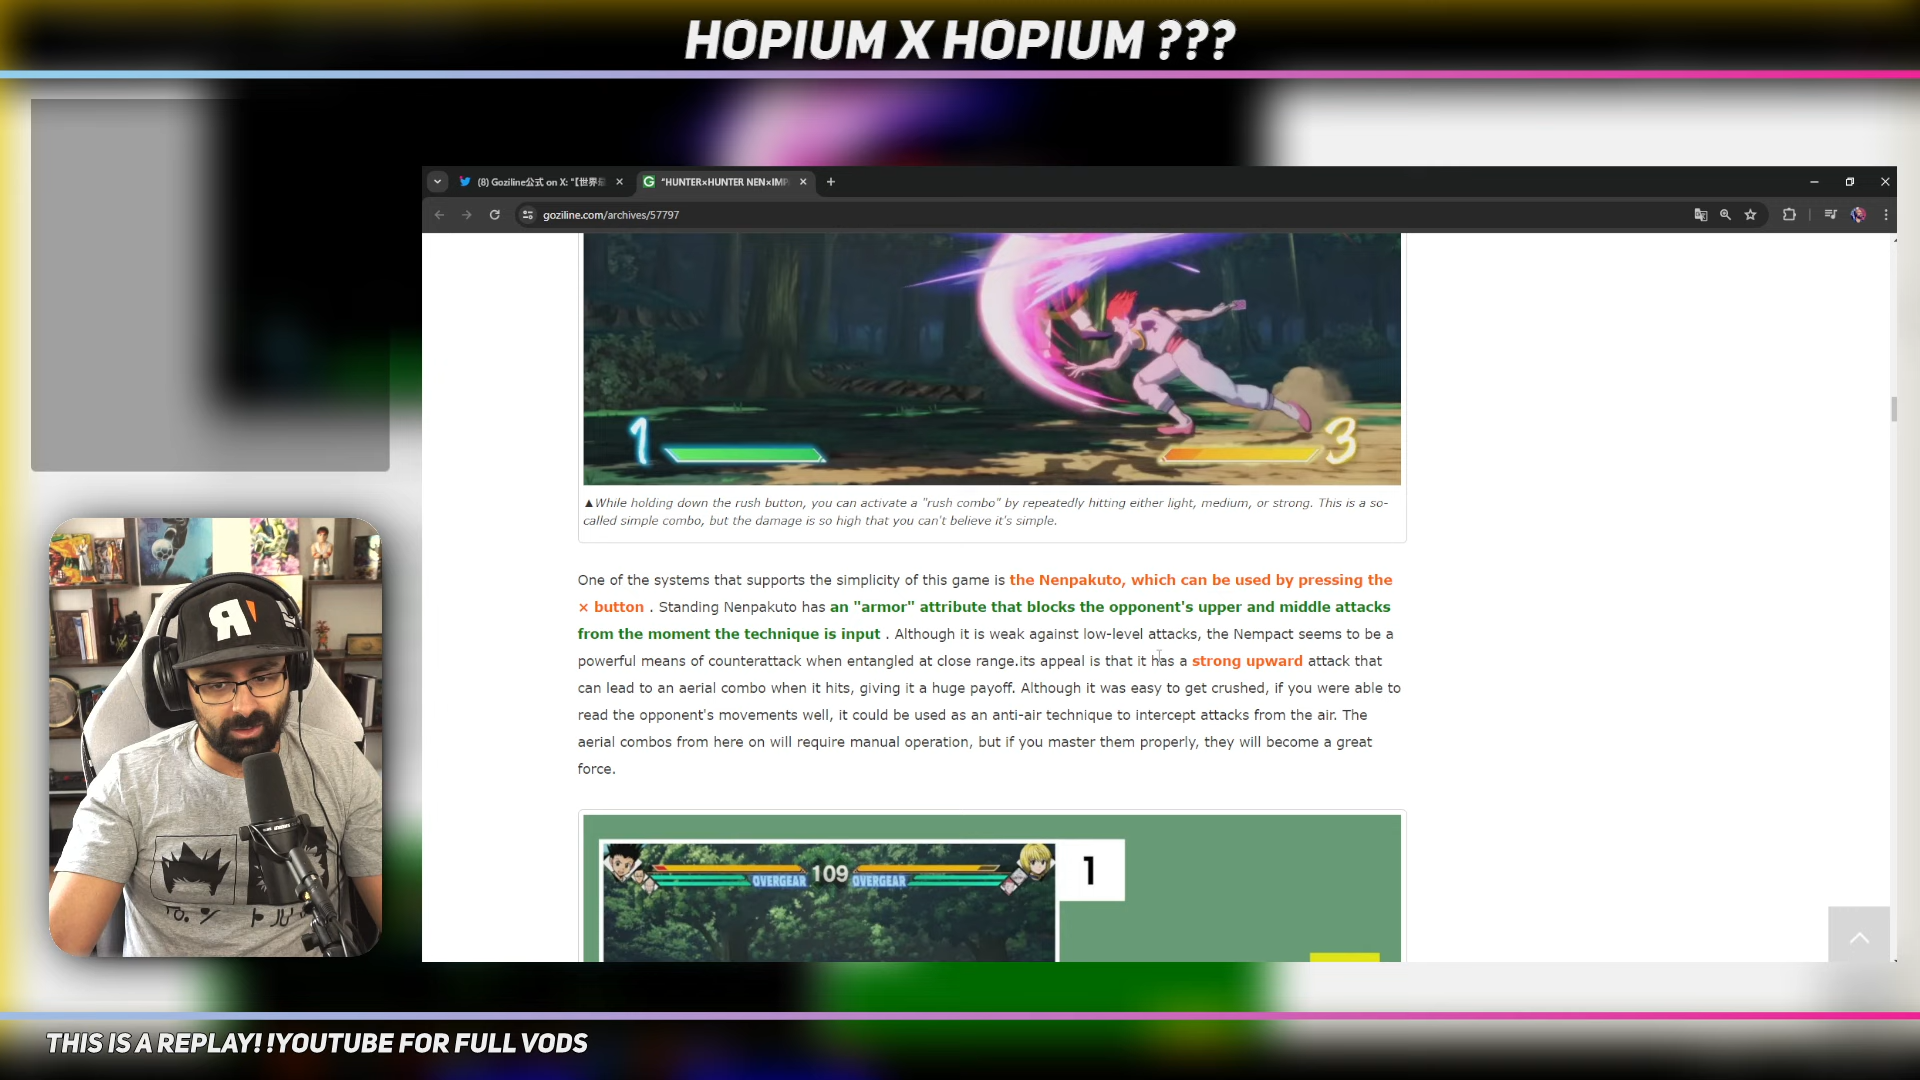 HOPIUM X HOPIUM ???
(8) Goziline公式 on X: "【世界最
"HUNTER×HUNTER NEN×IMP
goziline.com/archives/57797
1
3
▲While holding down the rush button, you can activate a "rush combo" by repeatedly hitting either light, medium, or strong. This is a so-
called simple combo, but the damage is so high that you can't believe it's simple.
One of the systems that supports the simplicity of this game is the Nenpakuto, which can be used by pressing the
× button . Standing Nenpakuto has an "armor" attribute that blocks the opponent's upper and middle attacks
from the moment the technique is input . Although it is weak against low-level attacks, the Nempact seems to be a
powerful means of counterattack when entangled at close range.its appeal is that it has a strong upward attack that
can lead to an aerial combo when it hits, giving it a huge payoff. Although it was easy to get crushed, if you were able to
read the opponent's movements well, it could be used as an anti-air technique to intercept attacks from the air. The
aerial combos from here on will require manual operation, but if you master them properly, they will become a great
force.
OVERGEAR 109 OVERGEAR
1
THIS IS A REPLAY! !YOUTUBE FOR FULL VODS